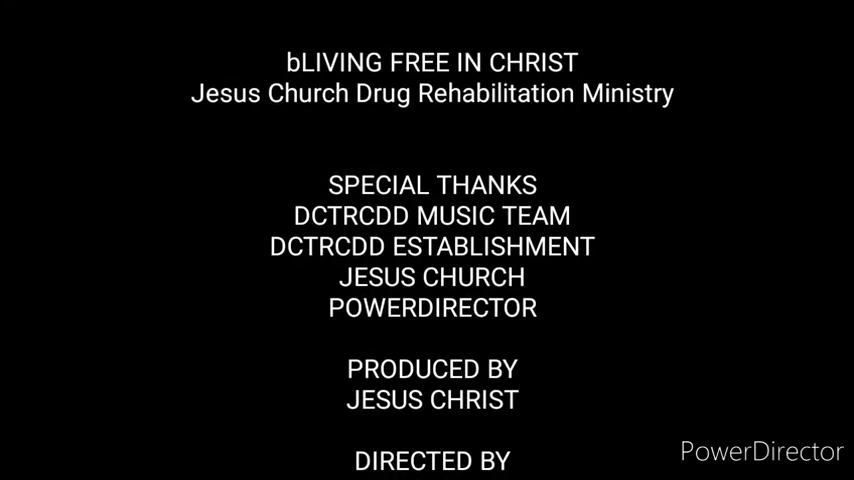 bLIVING FREE IN CHRIST
Jesus Church Drug Rehabilitation Ministry
SPECIAL THANKS
DCTRCDD MUSIC TEAM
DCTRCDD ESTABLISHMENT
JESUS CHURCH
POWERDIRECTOR
PRODUCED BY
JESUS CHRIST
DIRECTED BY
PowerDirector